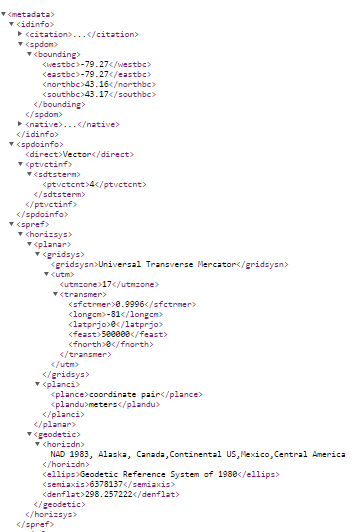 <metadata>
<idinfo>
<citation>...</citation>
<spdom>
<bounding>
<westbc>-79.27</westbc>
<eastbc>-79.27</eastbc>
<northbc>43.16</northbc>
<southbc>43.17</southbc>
</bounding>
</spdom>
<native>...</native>
</idinfo>
<spdoinfo>
<direct>Vector</direct>
<ptvctinf>
<sdtsterm>
<ptvctcnt>4</ptvctcnt>
</sdtsterm>
</ptvctinf>
</spdoinfo>
<spref>
<horizsys>
<planar>
<gridsys>
<gridsysn>Universal Transverse Mercator</gridsysn>
<utm>
<utmzone>17</utmzone>
<transmer>
<sfctrmer>0.9996</sfctrmer>
<longcm>-81</longcm>
<latprjo>0</latprjo>
<feast>500000</feast>
<fnorth>0</fnorth>
</transmer>
</utm>
</gridsys>
<planci>
<plance>coordinate pair</plance>
<plandu>meters</plandu>
</planci>
</planar>
<geodetic>
<horizdn>
NAD 1983, Alaska, Canada,Continental US,Mexico,Central America
</horizdn>
<ellips>Geodetic Reference System of 1980</ellips>
<semiaxis>6378137</semiaxis>
<denflat>298.257222</denflat>
</geodetic>
</horizsys>
</spref>